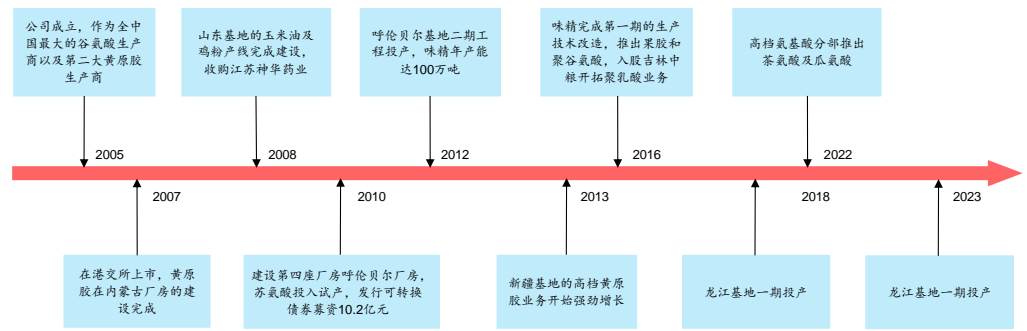 公司成立，作为全中
国最大的谷氨酸生产
商以及第二大黄原胶
生产商
山东基地的玉米油及
鸡粉产线完成建设，
收购江苏神华药业
呼伦贝尔基地二期工
程投产，味精年产能
达100万吨
味精完成第一期的生产
技术改造，推出果胶和
聚谷氨酸，入股吉林中
粮开拓聚乳酸业务
高档氨基酸分部推出
茶氨酸及瓜氨酸
2005
2008
2012
2016
2022
2007
2010
2013
2018
2023
在港交所上市，黄原
胶在内蒙古厂房的建
设完成
建设第四座厂房呼伦贝尔厂房，
苏氨酸投入试产，发行可转换
债券募资10.2亿元
新疆基地的高档黄原
胶业务开始强劲增长
龙江基地一期投产
龙江基地一期投产